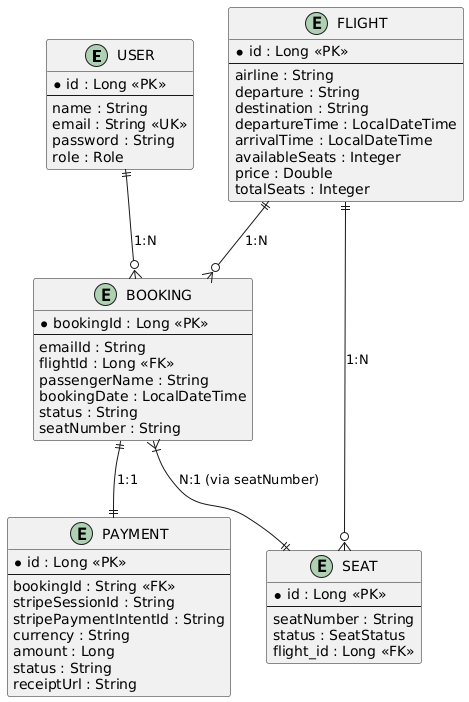 E USER
* id : Long «PK»
name : String
email : String «UK»
password : String
role : Role
E FLIGHT
* id : Long «PK»
airline : String
departure : String
destination : String
departureTime : LocalDateTime
arrivalTime : LocalDateTime
availableSeats : Integer
price : Double
totalSeats : Integer
1:N
1:N
E BOOKING
* bookingId : Long «PK»
emailId : String
flightId : Long «FK»
passengerName : String
bookingDate : LocalDateTime
status : String
seatNumber : String
1:N
1:1
N:1 (via seatNumber)
E PAYMENT
* id : Long «PK»
bookingId : String «FK»
stripeSessionId : String
stripePaymentIntentId : String
currency : String
amount : Long
status : String
receiptUrl : String
E SEAT
* id : Long «PK»
seatNumber : String
status : SeatStatus
flight_id : Long «FK»